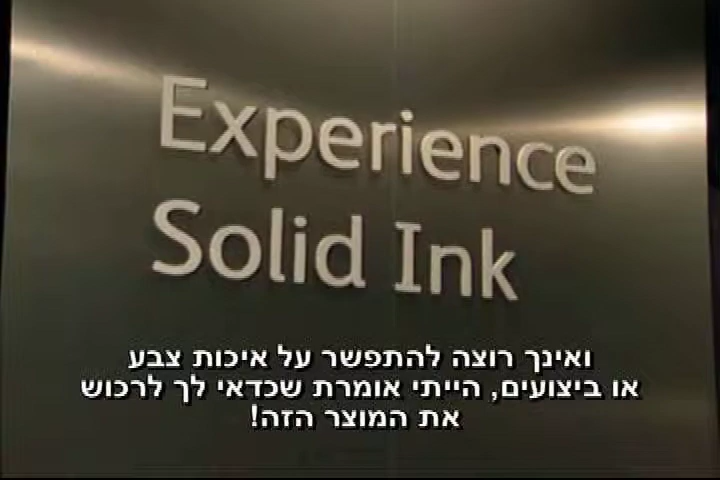 Experience
Solid Ink
ואינך רוצה להתפשר על איכות צבע
או ביצועים, הייתי אומרת שכדאי לך לרכוש
את המוצר הזה!